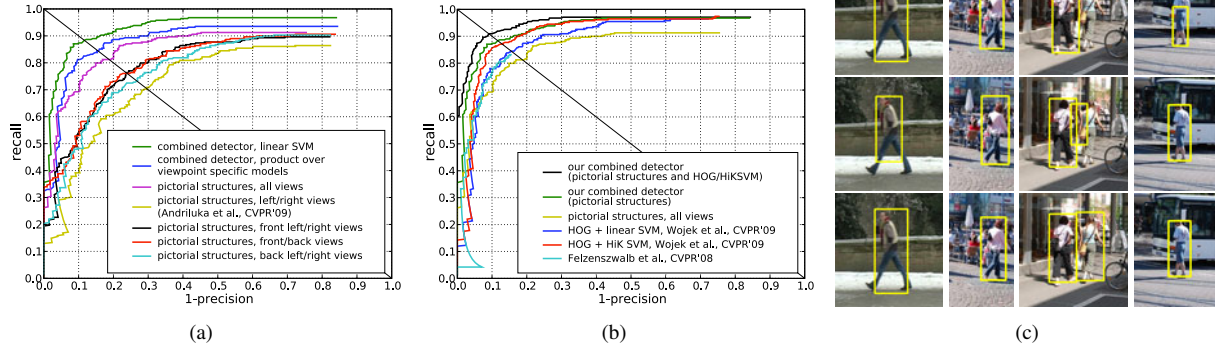 1.0
0.9
0.8
0.7
0.6
0.5
0.4
0.3
0.2
0.1
0.0
recall
0.0 0.1 0.2 0.3 0.4 0.5 0.6 0.7 0.8 0.9 1.0
1-precision
combined detector, linear SVM
combined detector, product over
viewpoint specific models
pictorial structures, all views
pictorial structures, left/right views
(Andriluka et al., CVPR'09)
pictorial structures, front left/right views
pictorial structures, front/back views
pictorial structures, back left/right views
(a)
1.0
0.9
0.8
0.7
0.6
0.5
0.4
0.3
0.2
0.1
0.0
recall
0.0 0.1 0.2 0.3 0.4 0.5 0.6 0.7 0.8 0.9 1.0
1-precision
our combined detector
(pictorial structures and HOG/HiKSVM)
our combined detector
(pictorial structures)
pictorial structures, all views
HOG + linear SVM, Wojek et al., CVPR'09
HOG + HiK SVM, Wojek et al., CVPR'09
Felzenszwalb et al., CVPR'08
(b)
(c)